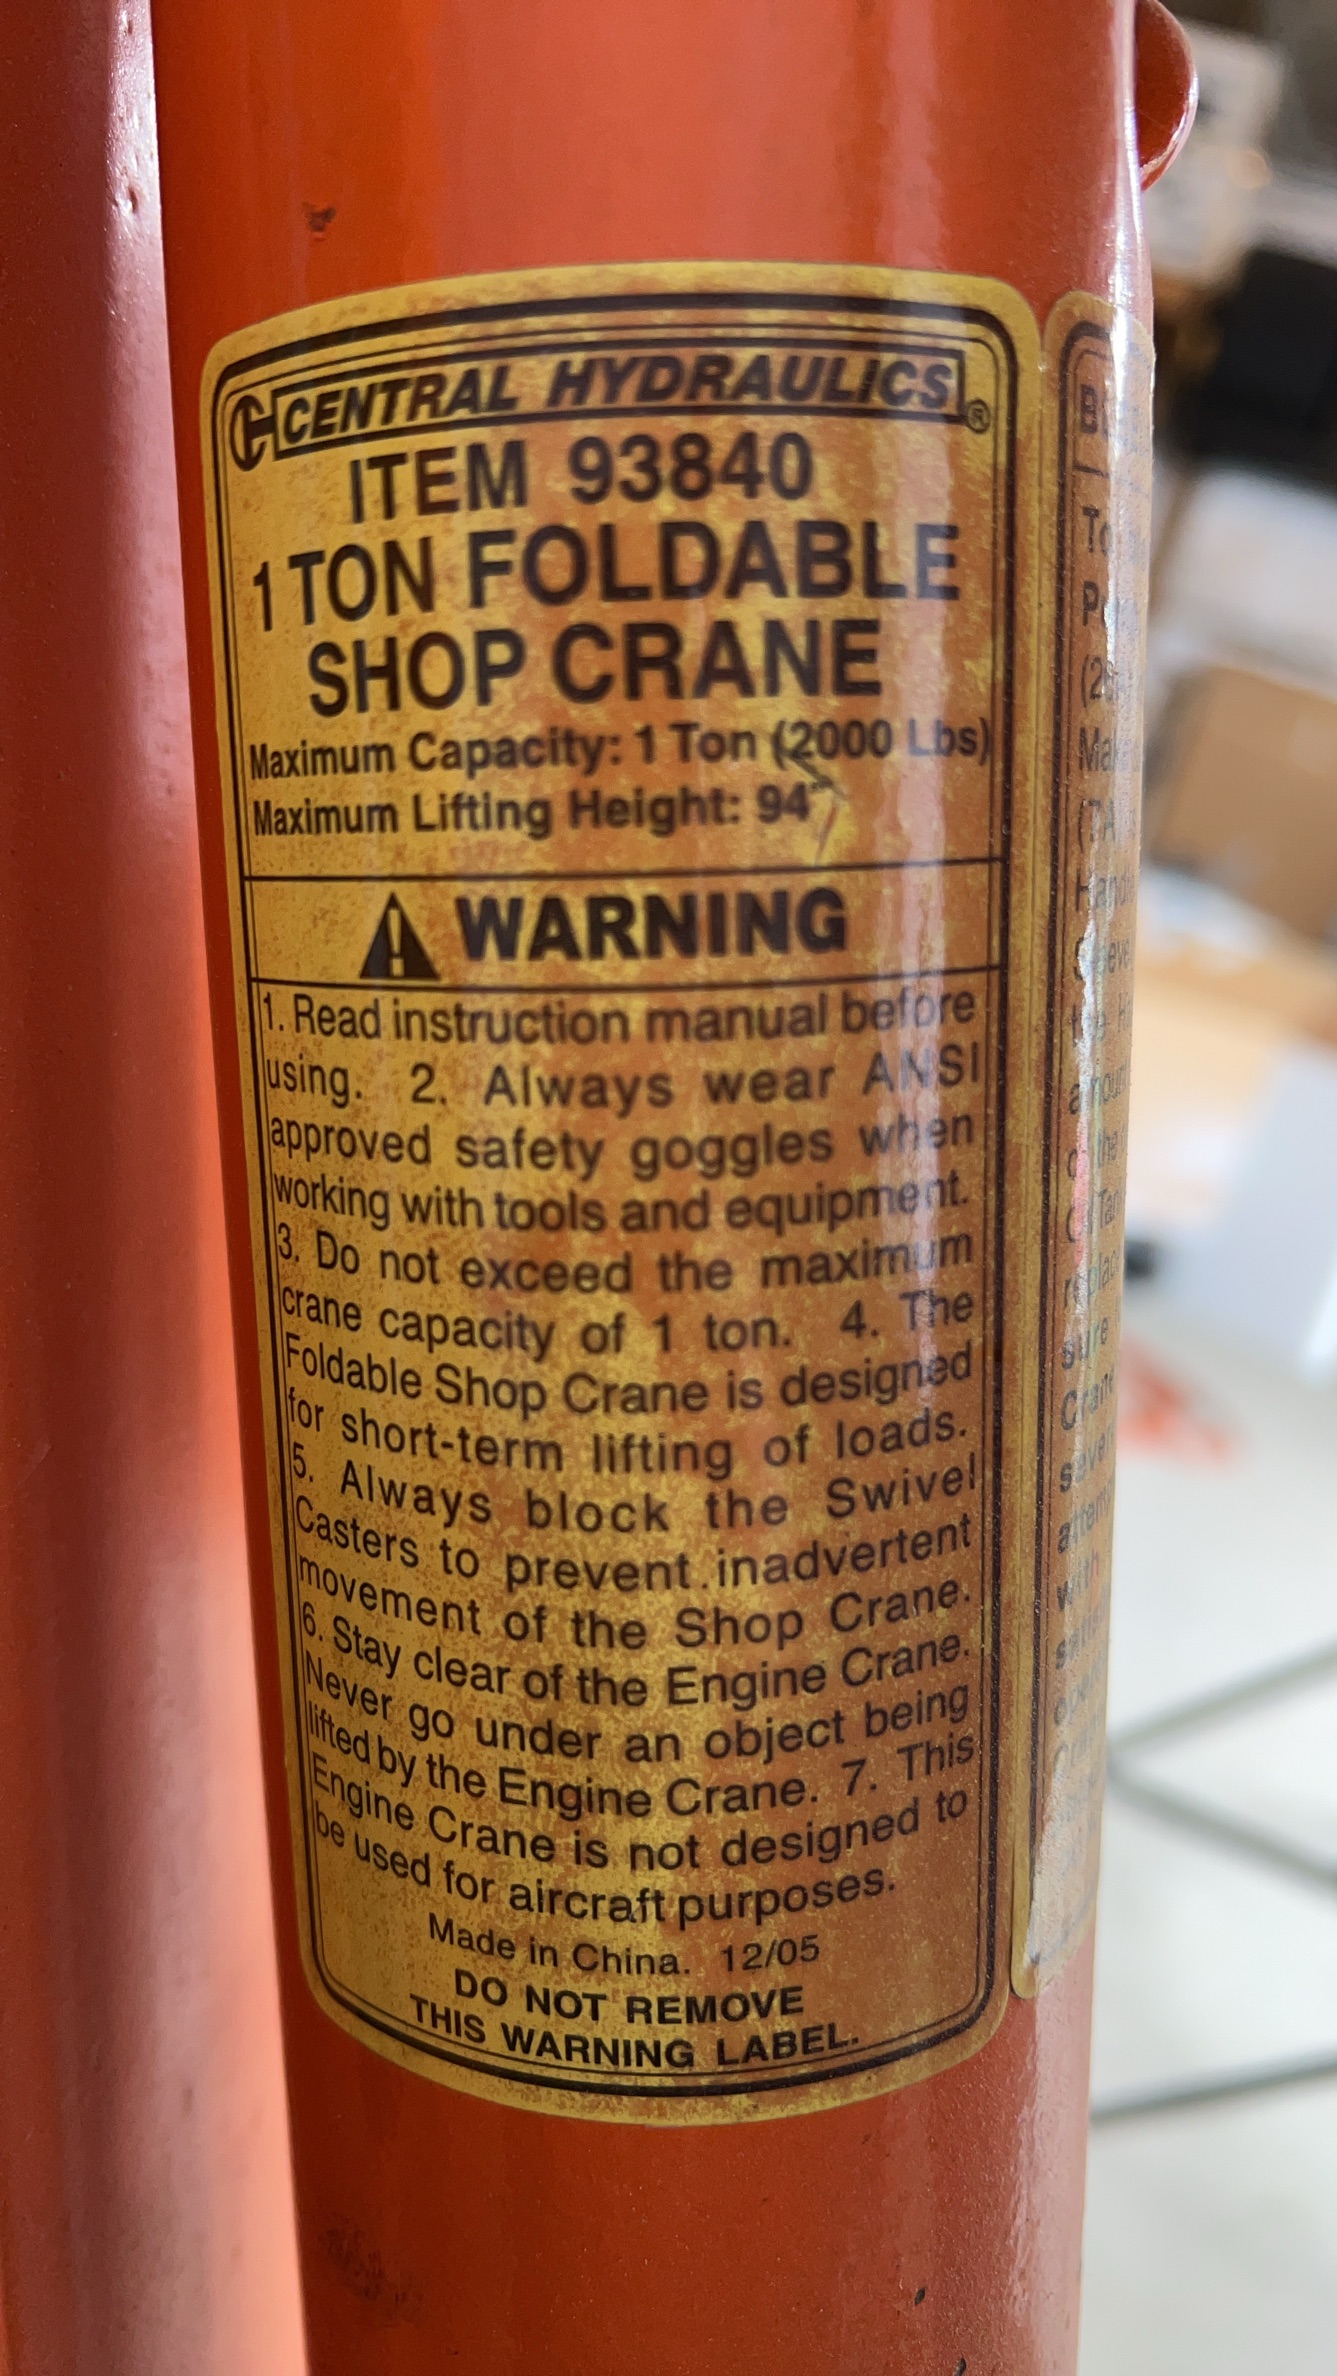 CENTRAL HYDRAULICS®
ITEM 93840
1 TON FOLDABLE
SHOP CRANE
Maximum Capacity: 1 Ton (2000 Lbs)
Maximum Lifting Height: 94"
WARNING
1. Read instruction manual before
using. 2. Always wear ANSI
approved safety goggles when
working with tools and equipment.
3. Do not exceed the maximum
crane capacity of 1 ton. 4. The
Foldable Shop Crane is designed
for short-term lifting of loads.
5. Always block the Swivel
Casters to prevent inadvertent
movement of the Shop Crane.
6. Stay clear of the Engine Crane.
Never go under an object being
lifted by the Engine Crane. 7. This
Engine Crane is not designed to
be used for aircraft purposes.
Made in China. 12/05
DO NOT REMOVE
THIS WARNING LABEL.